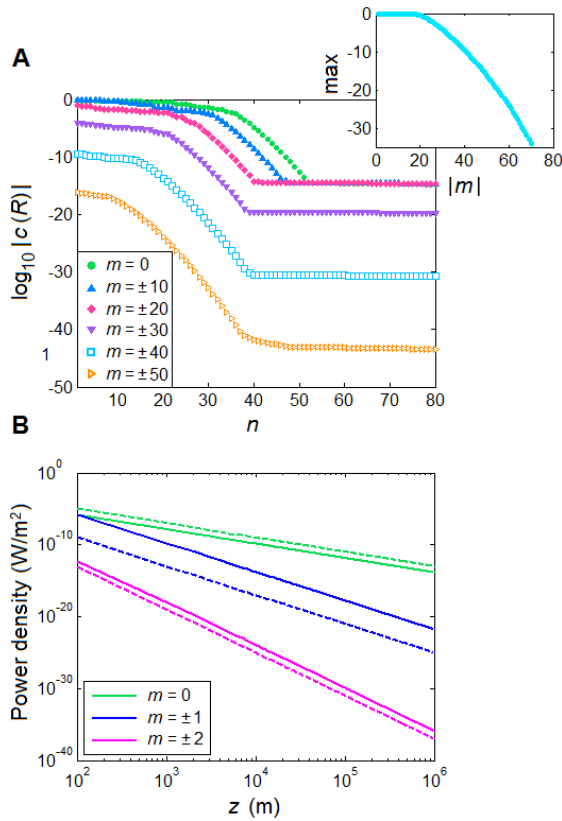 A
0
-10
-20
-30
max
0
20
40
60
80
|m|
0
-10
-20
-30
-40
-50
log10 |c (R)|
1
m = 0
m = ±10
m = ±20
m = ±30
m = ±40
m = ±50
10 20 30 40 50 60 70 80
n
B
10^0
10^-10
10^-20
10^-30
10^-40
Power density (W/m²)
m = 0
m = ±1
m = ±2
10^2 10^3 10^4 10^5 10^6
z (m)